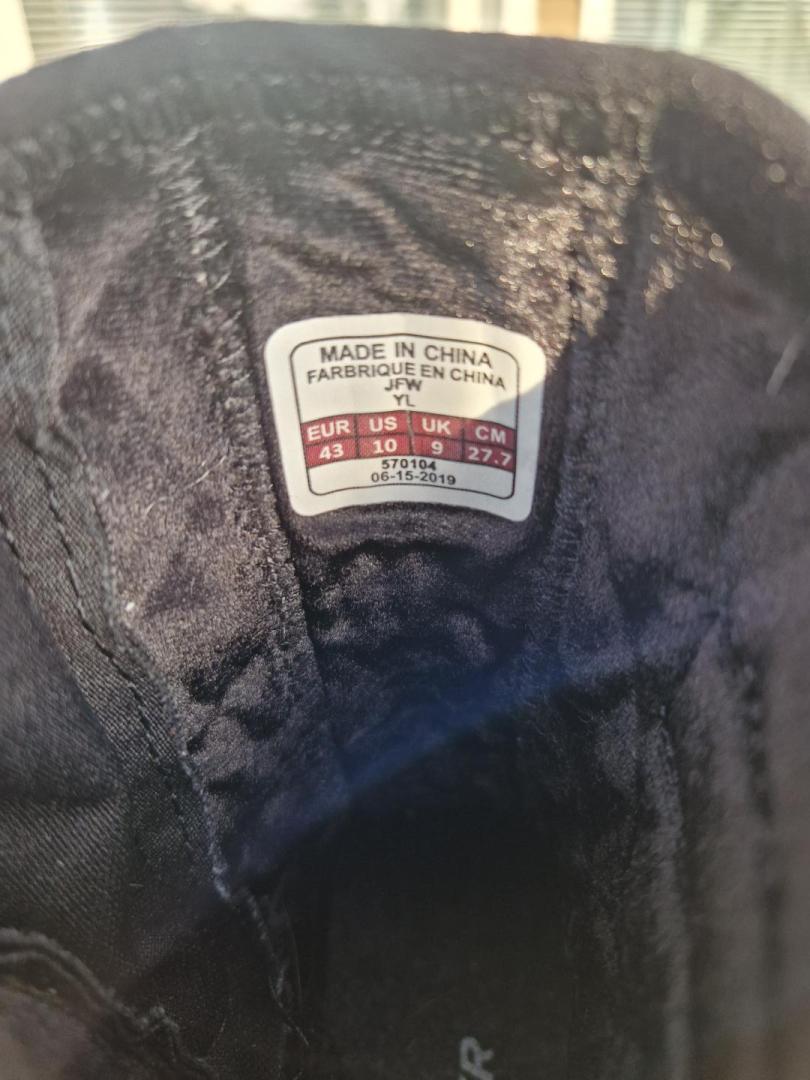 MADE IN CHINA
FARBRIQUE EN CHINA
JFW
YL
EUR US UK CM
43 10 9 27.7
570104
06-15-2019